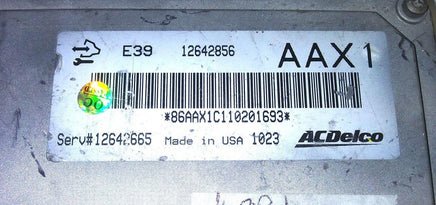 E39 12642856 AAX1
*86AAX1C110201693*
Serv#12642665 Made in USA 1023 ACDelco